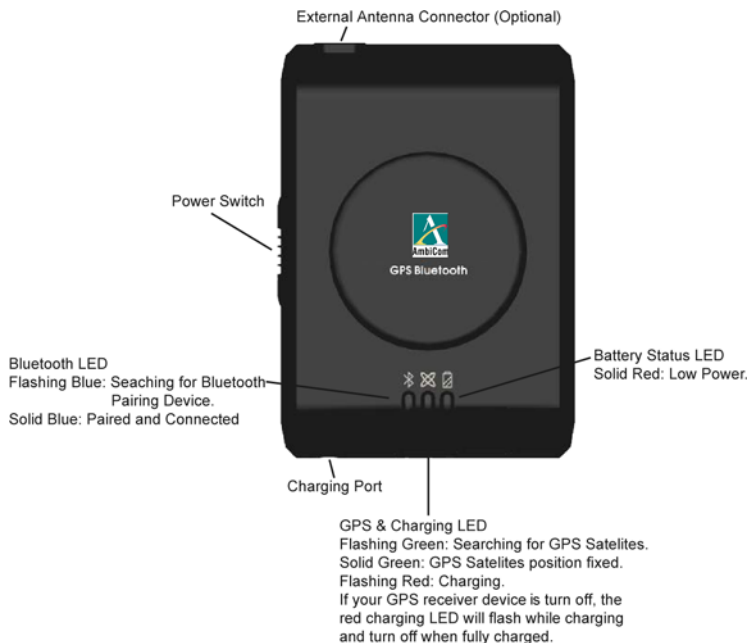 External Antenna Connector (Optional)
Power Switch
AmbiCom
GPS Bluetooth
Bluetooth LED
Flashing Blue: Seaching for Bluetooth
Pairing Device.
Solid Blue: Paired and Connected
Battery Status LED
Solid Red: Low Power.
Charging Port
GPS & Charging LED
Flashing Green: Searching for GPS Satelites.
Solid Green: GPS Satelites position fixed.
Flashing Red: Charging.
If your GPS receiver device is turn off, the
red charging LED will flash while charging
and turn off when fully charged.